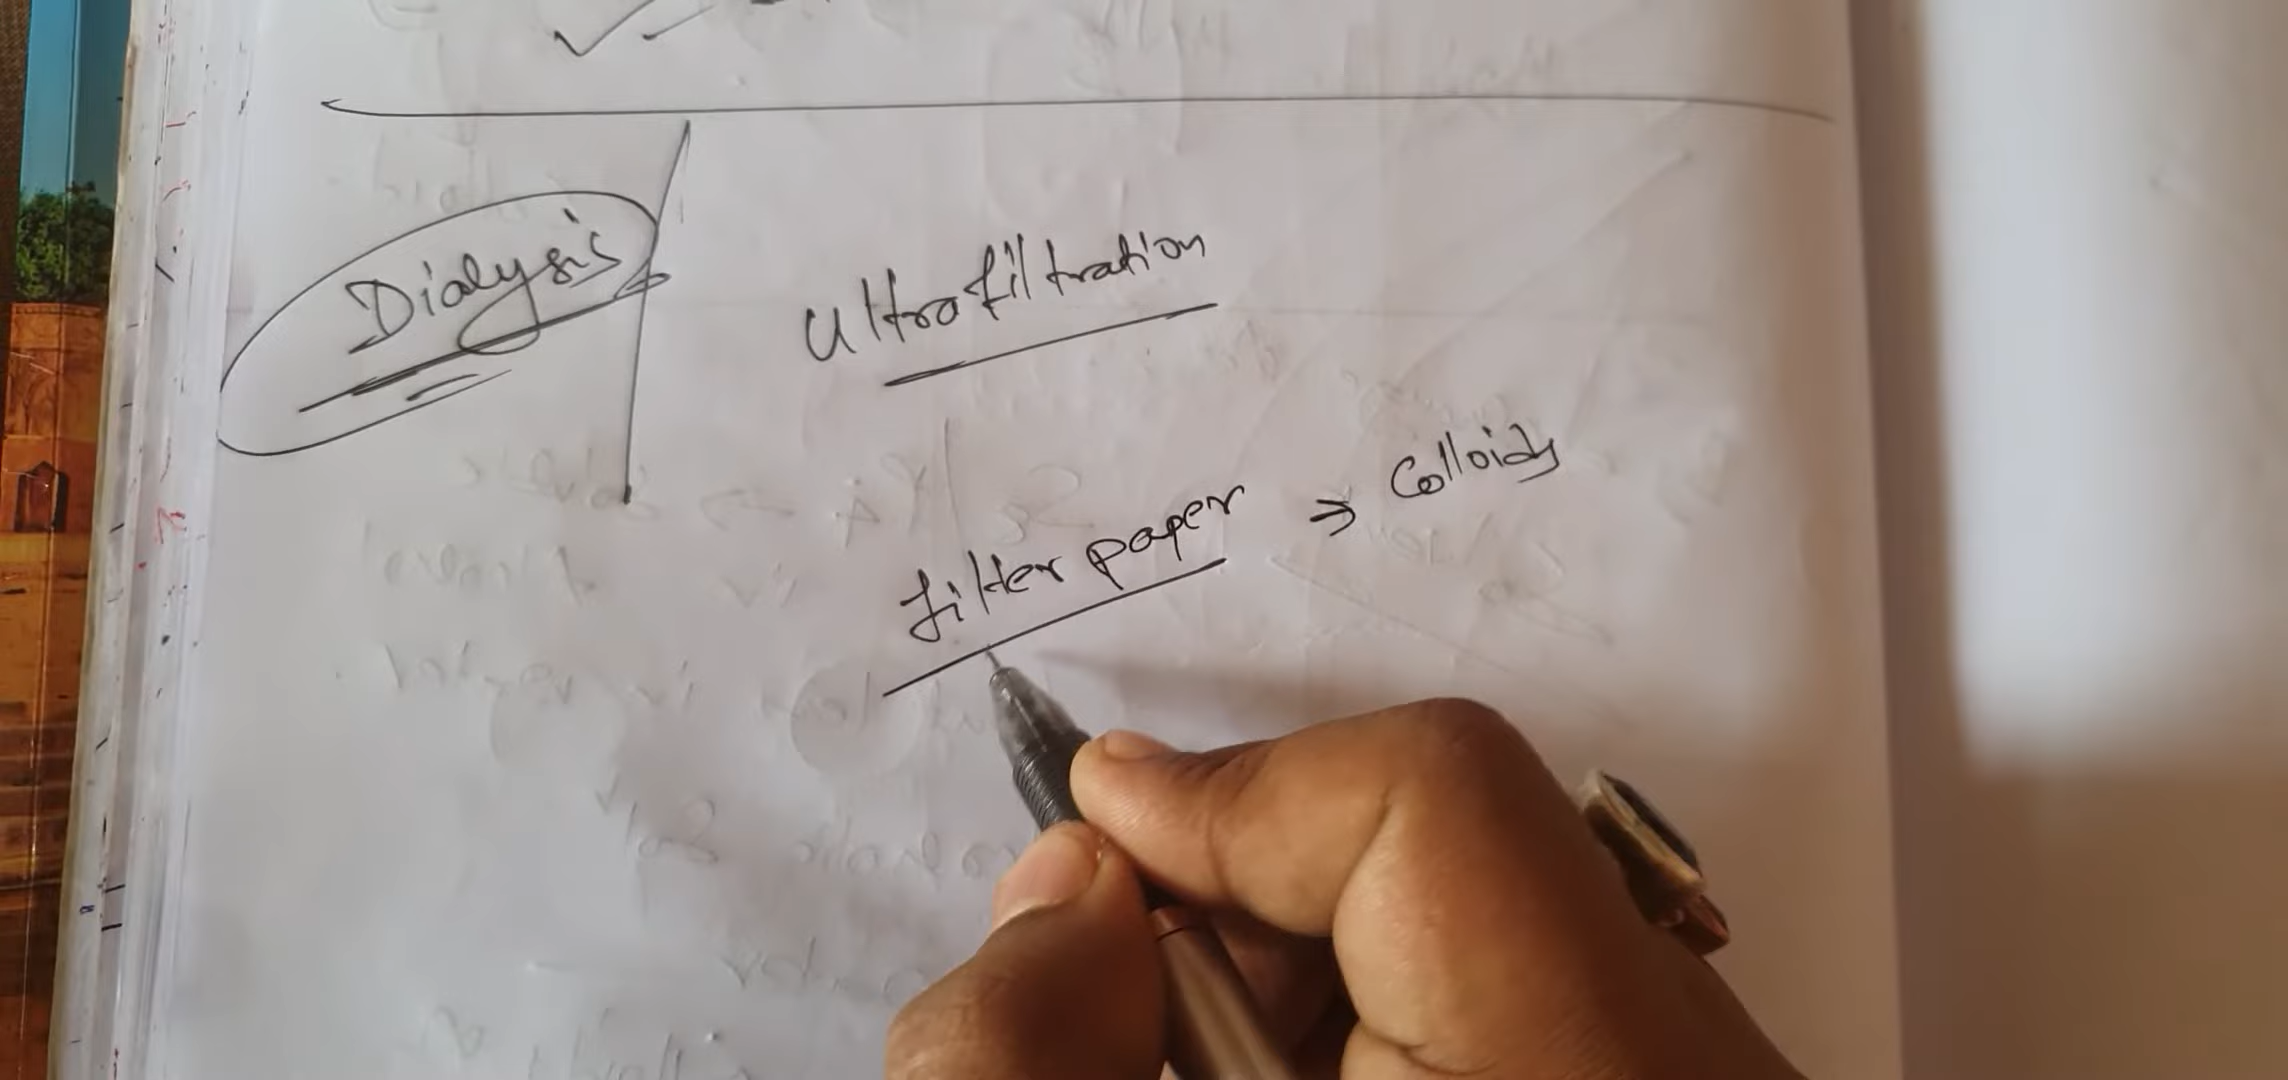 Dialysis
Ultrafiltration
filter paper → Colloids